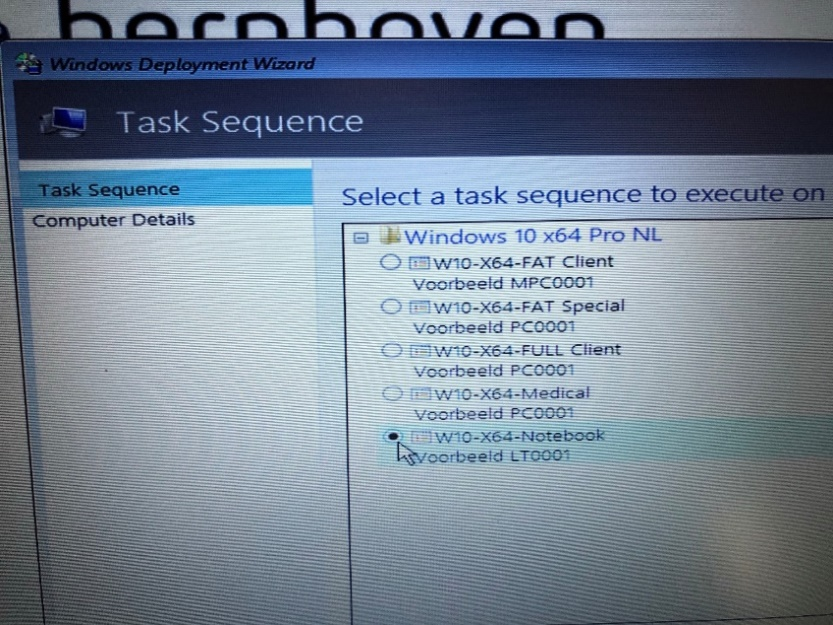 bernhoven
Windows Deployment Wizard
Task Sequence
Task Sequence
Computer Details
Select a task sequence to execute on
Windows 10 x64 Pro NL
W10-X64-FAT Client
Voorbeeld MPC0001
W10-X64-FAT Special
Voorbeeld PC0001
W10-X64-FULL Client
Voorbeeld PC0001
W10-X64-Medical
Voorbeeld PC0001
W10-X64-Notebook
Voorbeeld LT0001